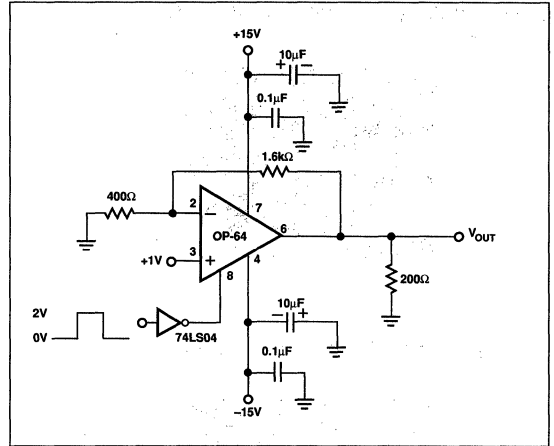 +15V
10µF
+ −
0.1µF
1.6kΩ
400Ω
2
−
7
OP-64
6
VOUT
3
+
+1V
4
8
200Ω
2V
0V
74LS04
10µF
− +
0.1µF
−15V